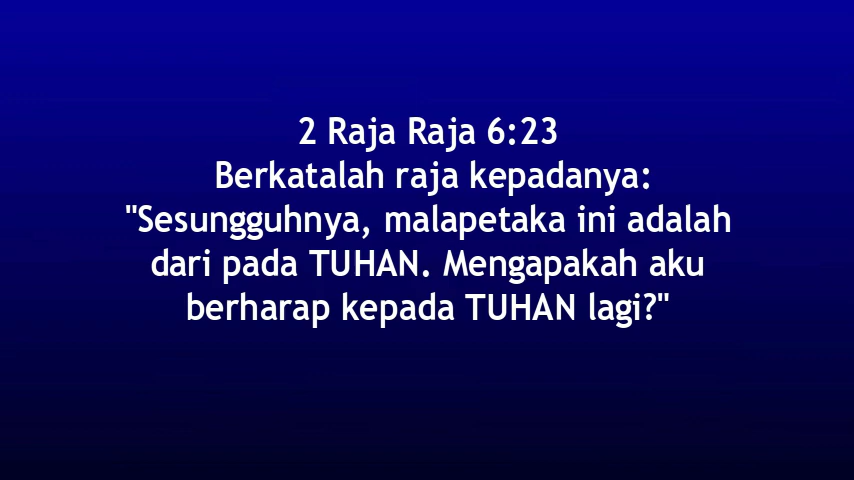 2 Raja Raja 6:23
Berkatalah raja kepadanya:
"Sesungguhnya, malapetaka ini adalah
dari pada TUHAN. Mengapakah aku
berharap kepada TUHAN lagi?"